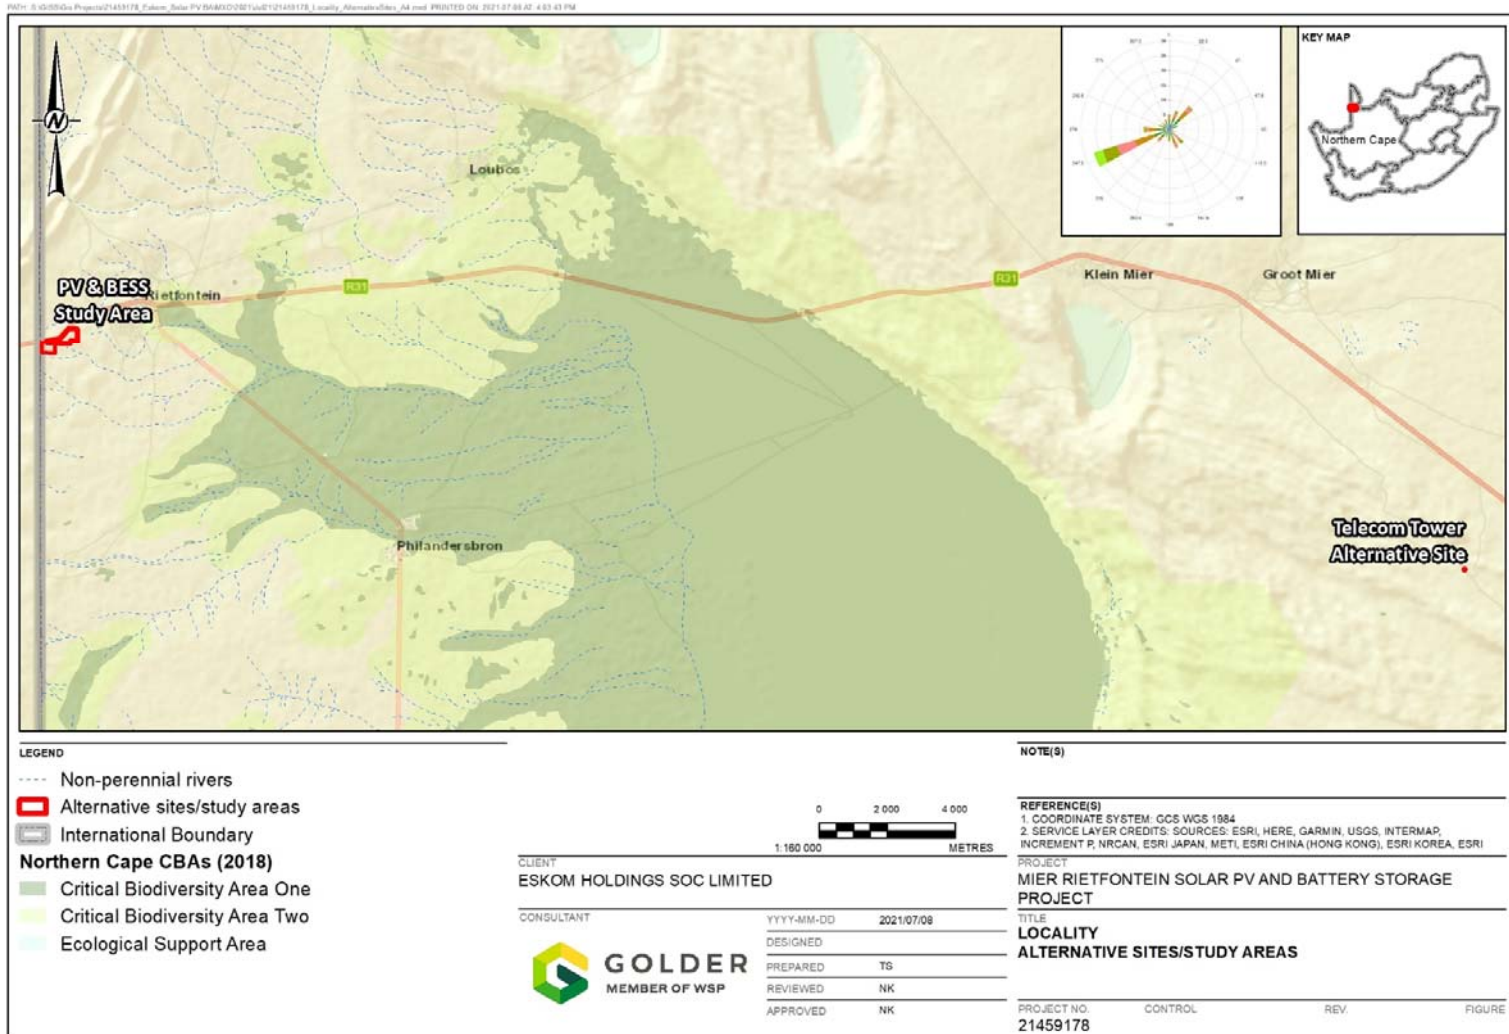 KEY MAP
Northern Cape
N
Loubos
PV & BESS
Study Area
Rietfontein
R31
R31
Klein Mier
Groot Mier
Telecom Tower
Alternative Site
Philandersbron
LEGEND
Non-perennial rivers
Alternative sites/study areas
International Boundary
Northern Cape CBAs (2018)
Critical Biodiversity Area One
Critical Biodiversity Area Two
Ecological Support Area
0 2 000 4 000
1:160 000 METRES
CLIENT
ESKOM HOLDINGS SOC LIMITED
CONSULTANT
GOLDER
MEMBER OF WSP
YYYY-MM-DD 2021/07/08
DESIGNED
PREPARED TS
REVIEWED NK
APPROVED NK
NOTE(S)
REFERENCE(S)
1. COORDINATE SYSTEM: GCS WGS 1984
2. SERVICE LAYER CREDITS: SOURCES: ESRI, HERE, GARMIN, USGS, INTERMAP,
INCREMENT P, NRCAN, ESRI JAPAN, METI, ESRI CHINA (HONG KONG), ESRI KOREA, ESRI
PROJECT
MIER RIETFONTEIN SOLAR PV AND BATTERY STORAGE
PROJECT
TITLE
LOCALITY
ALTERNATIVE SITES/STUDY AREAS
PROJECT NO. CONTROL REV. FIGURE
21459178